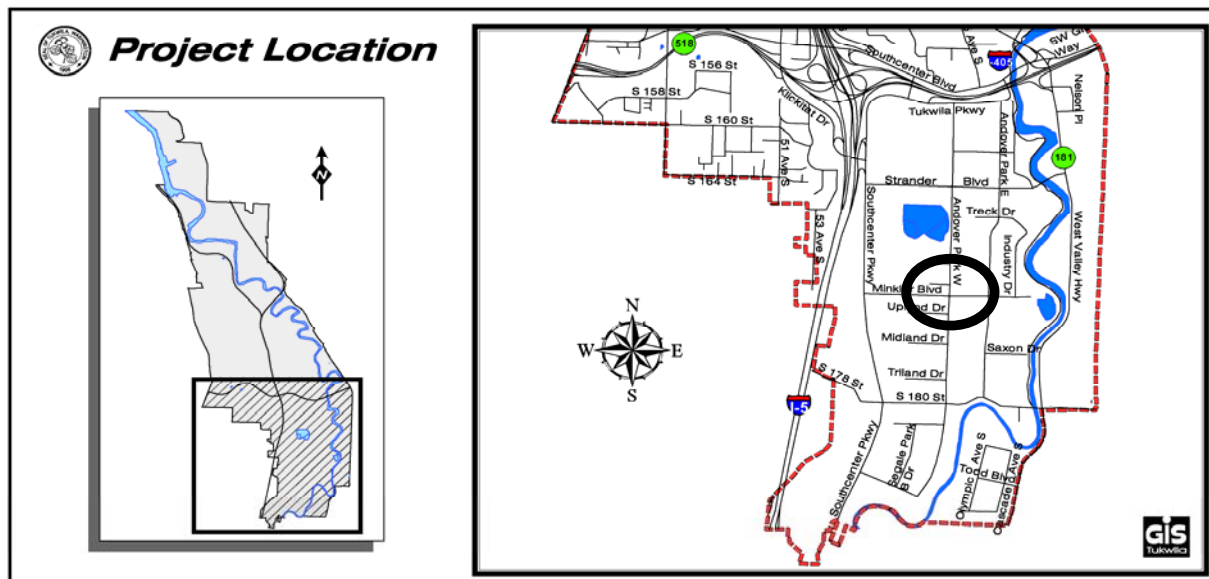 Project Location
N
518
S 156 St
S 158 St
S 160 St
S 164 St
51 Ave S
53 Ave S
Klickitat Dr
Southcenter Blvd
I-405
Way
Nelson Pl
181
Tukwila Pkwy
Andover Park E
Strander Blvd
Treck Dr
Southcenter Pkwy
Andover Park W
Industry Dr
West Valley Hwy
Minkler Blvd
Upland Dr
Midland Dr
Saxon Dr
Triland Dr
S 178 St
S 180 St
I-5
Southcenter Pkwy
Segale Park
B Dr
Olympic Ave S
Todd Blvd
Cascade Ave S
N
W E
S
GIS
Tukwila